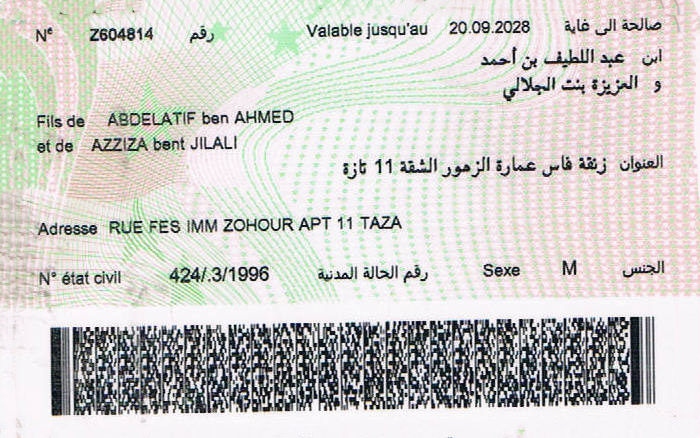 N° Z604814 رقم Valable jusqu'au 20.09.2028 صالحة الى غاية
ابن عبد اللطيف بن أحمد
و العزيزة بنت الجلالي
Fils de ABDELATIF ben AHMED
et de AZZIZA bent JILALI
العنوان زنقة فاس عمارة الزهور الشقة 11 تازة
Adresse RUE FES IMM ZOHOUR APT 11 TAZA
N° état civil 424/.3/1996 رقم الحالة المدنية Sexe M الجنس